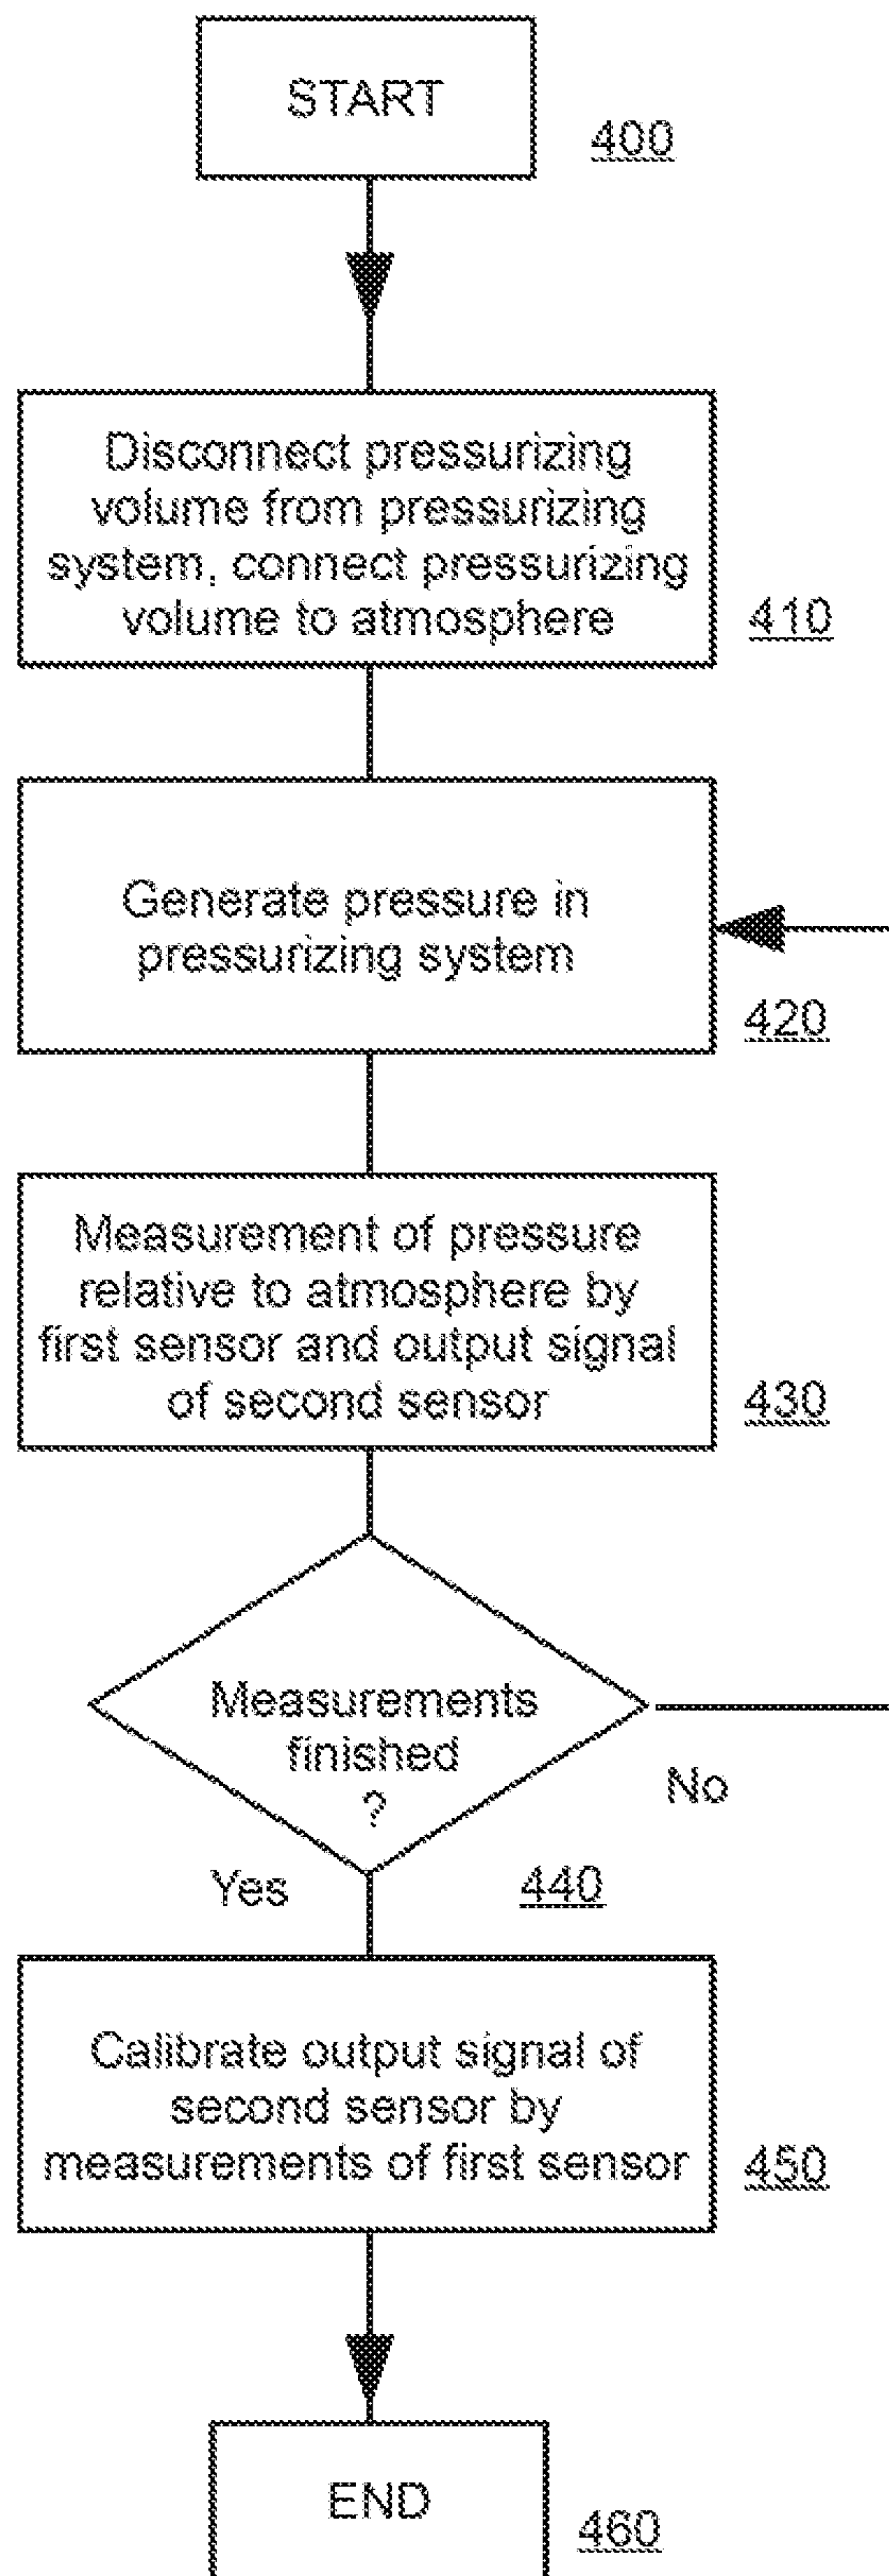 START
400
Disconnect pressurizing
volume from pressurizing
system, connect pressurizing
volume to atmosphere
410
Generate pressure in
pressurizing system
420
Measurement of pressure
relative to atmosphere by
first sensor and output signal
of second sensor
430
Measurements
finished
?
No
Yes
440
Calibrate output signal of
second sensor by
measurements of first sensor
450
END
460